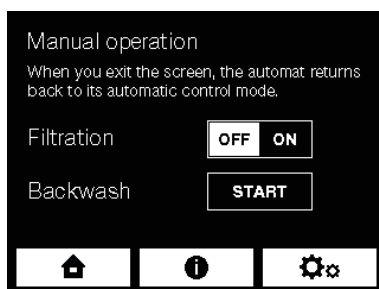 Manual operation
When you exit the screen, the automat returns
back to its automatic control mode.
Filtration OFF ON
Backwash START